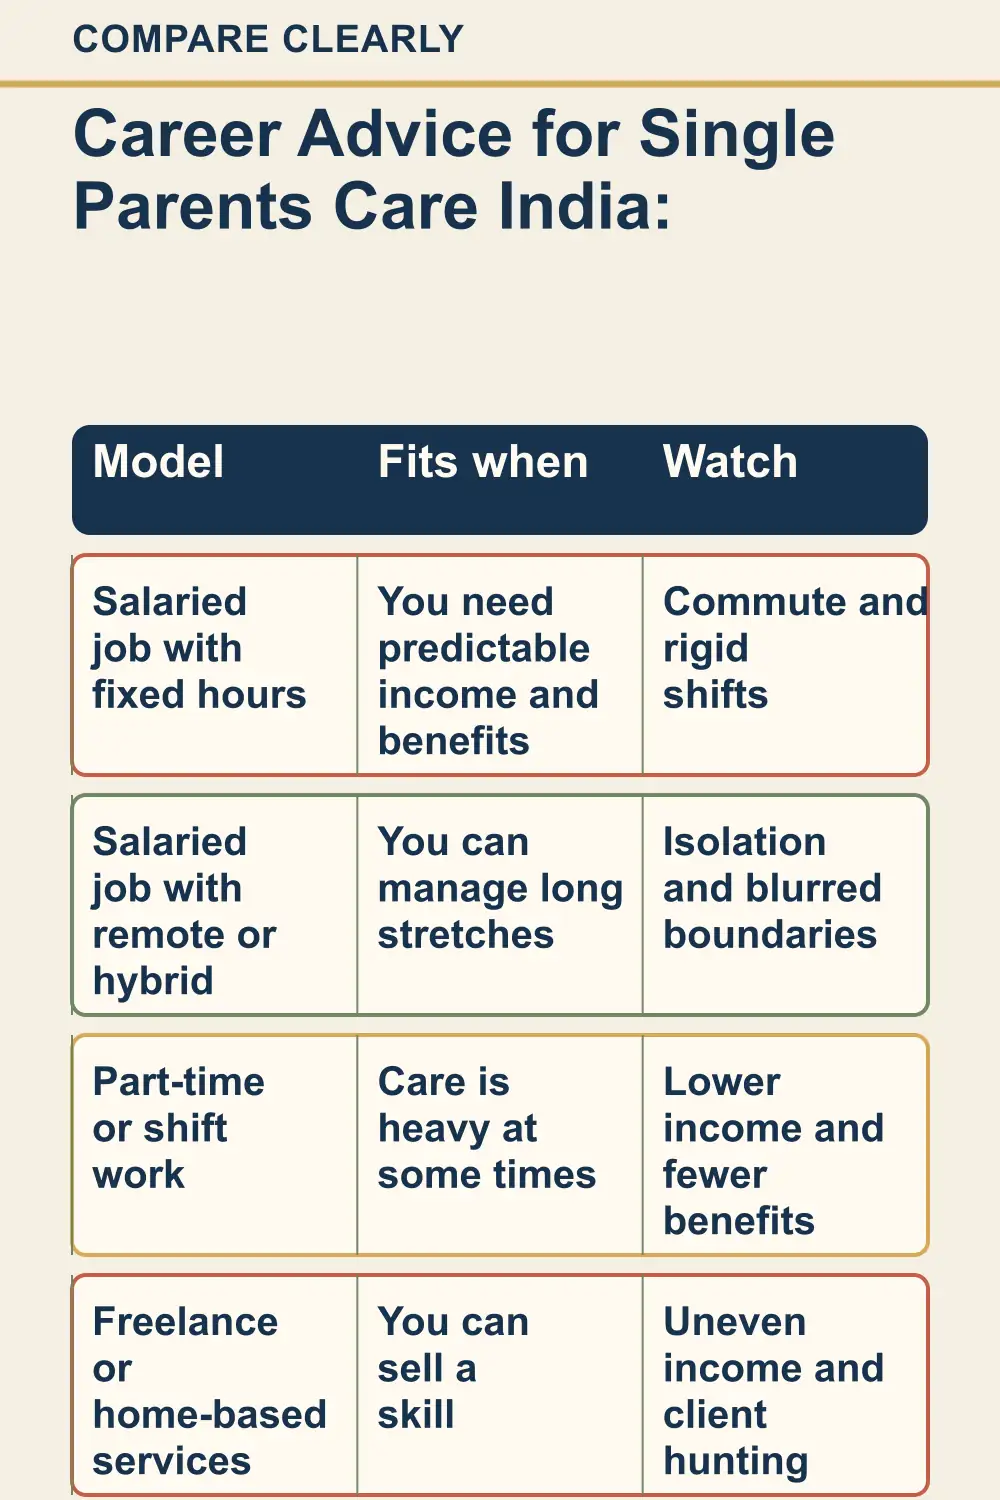 COMPARE CLEARLY
Career Advice for Single
Parents Care India:
Model Fits when Watch
Salaried
job with
fixed hours
You need
predictable
income and
benefits
Commute and
rigid
shifts
Salaried
job with
remote or
hybrid
You can
manage long
stretches
Isolation
and blurred
boundaries
Part-time
or shift
work
Care is
heavy at
some times
Lower
income and
fewer
benefits
Freelance
or
home-based
services
You can
sell a
skill
Uneven
income and
client
hunting